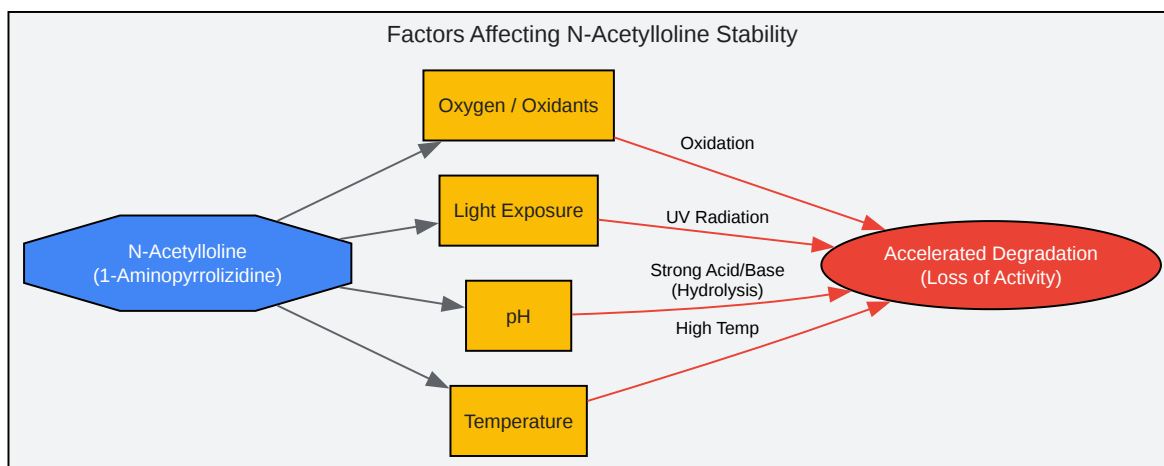 Factors Affecting N-Acetylloline Stability
N-Acetylloline
(1-Aminopyrrolizidine)
Oxygen / Oxidants
Light Exposure
pH
Temperature
Oxidation
UV Radiation
Strong Acid/Base
(Hydrolysis)
High Temp
Accelerated Degradation
(Loss of Activity)